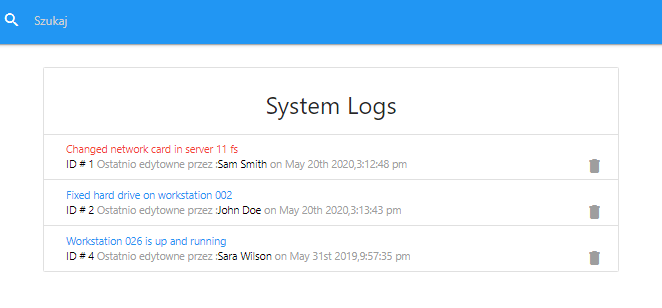 Szukaj
System Logs
Changed network card in server 11 fs
ID # 1 Ostatnio edytowne przez :Sam Smith on May 20th 2020,3:12:48 pm
Fixed hard drive on workstation 002
ID # 2 Ostatnio edytowne przez :John Doe on May 20th 2020,3:13:43 pm
Workstation 026 is up and running
ID # 4 Ostatnio edytowne przez :Sara Wilson on May 31st 2019,9:57:35 pm